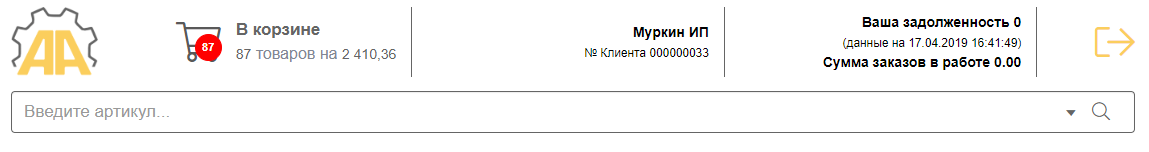 АА
В корзине
87
87 товаров на 2 410,36
Муркин ИП
№ Клиента 000000033
Ваша задолженность 0
(данные на 17.04.2019 16:41:49)
Сумма заказов в работе 0.00
Введите артикул...